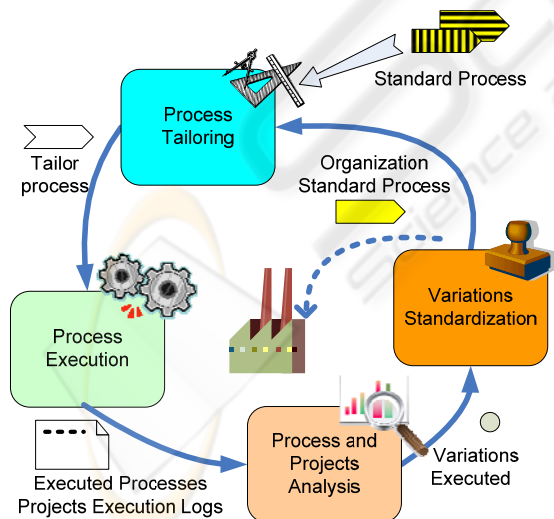 Standard Process
Process
Tailoring
Tailor
process
Organization
Standard Process
Variations
Standardization
Process
Execution
Process and
Projects
Analysis
Variations
Executed
Executed Processes
Projects Execution Logs
Science